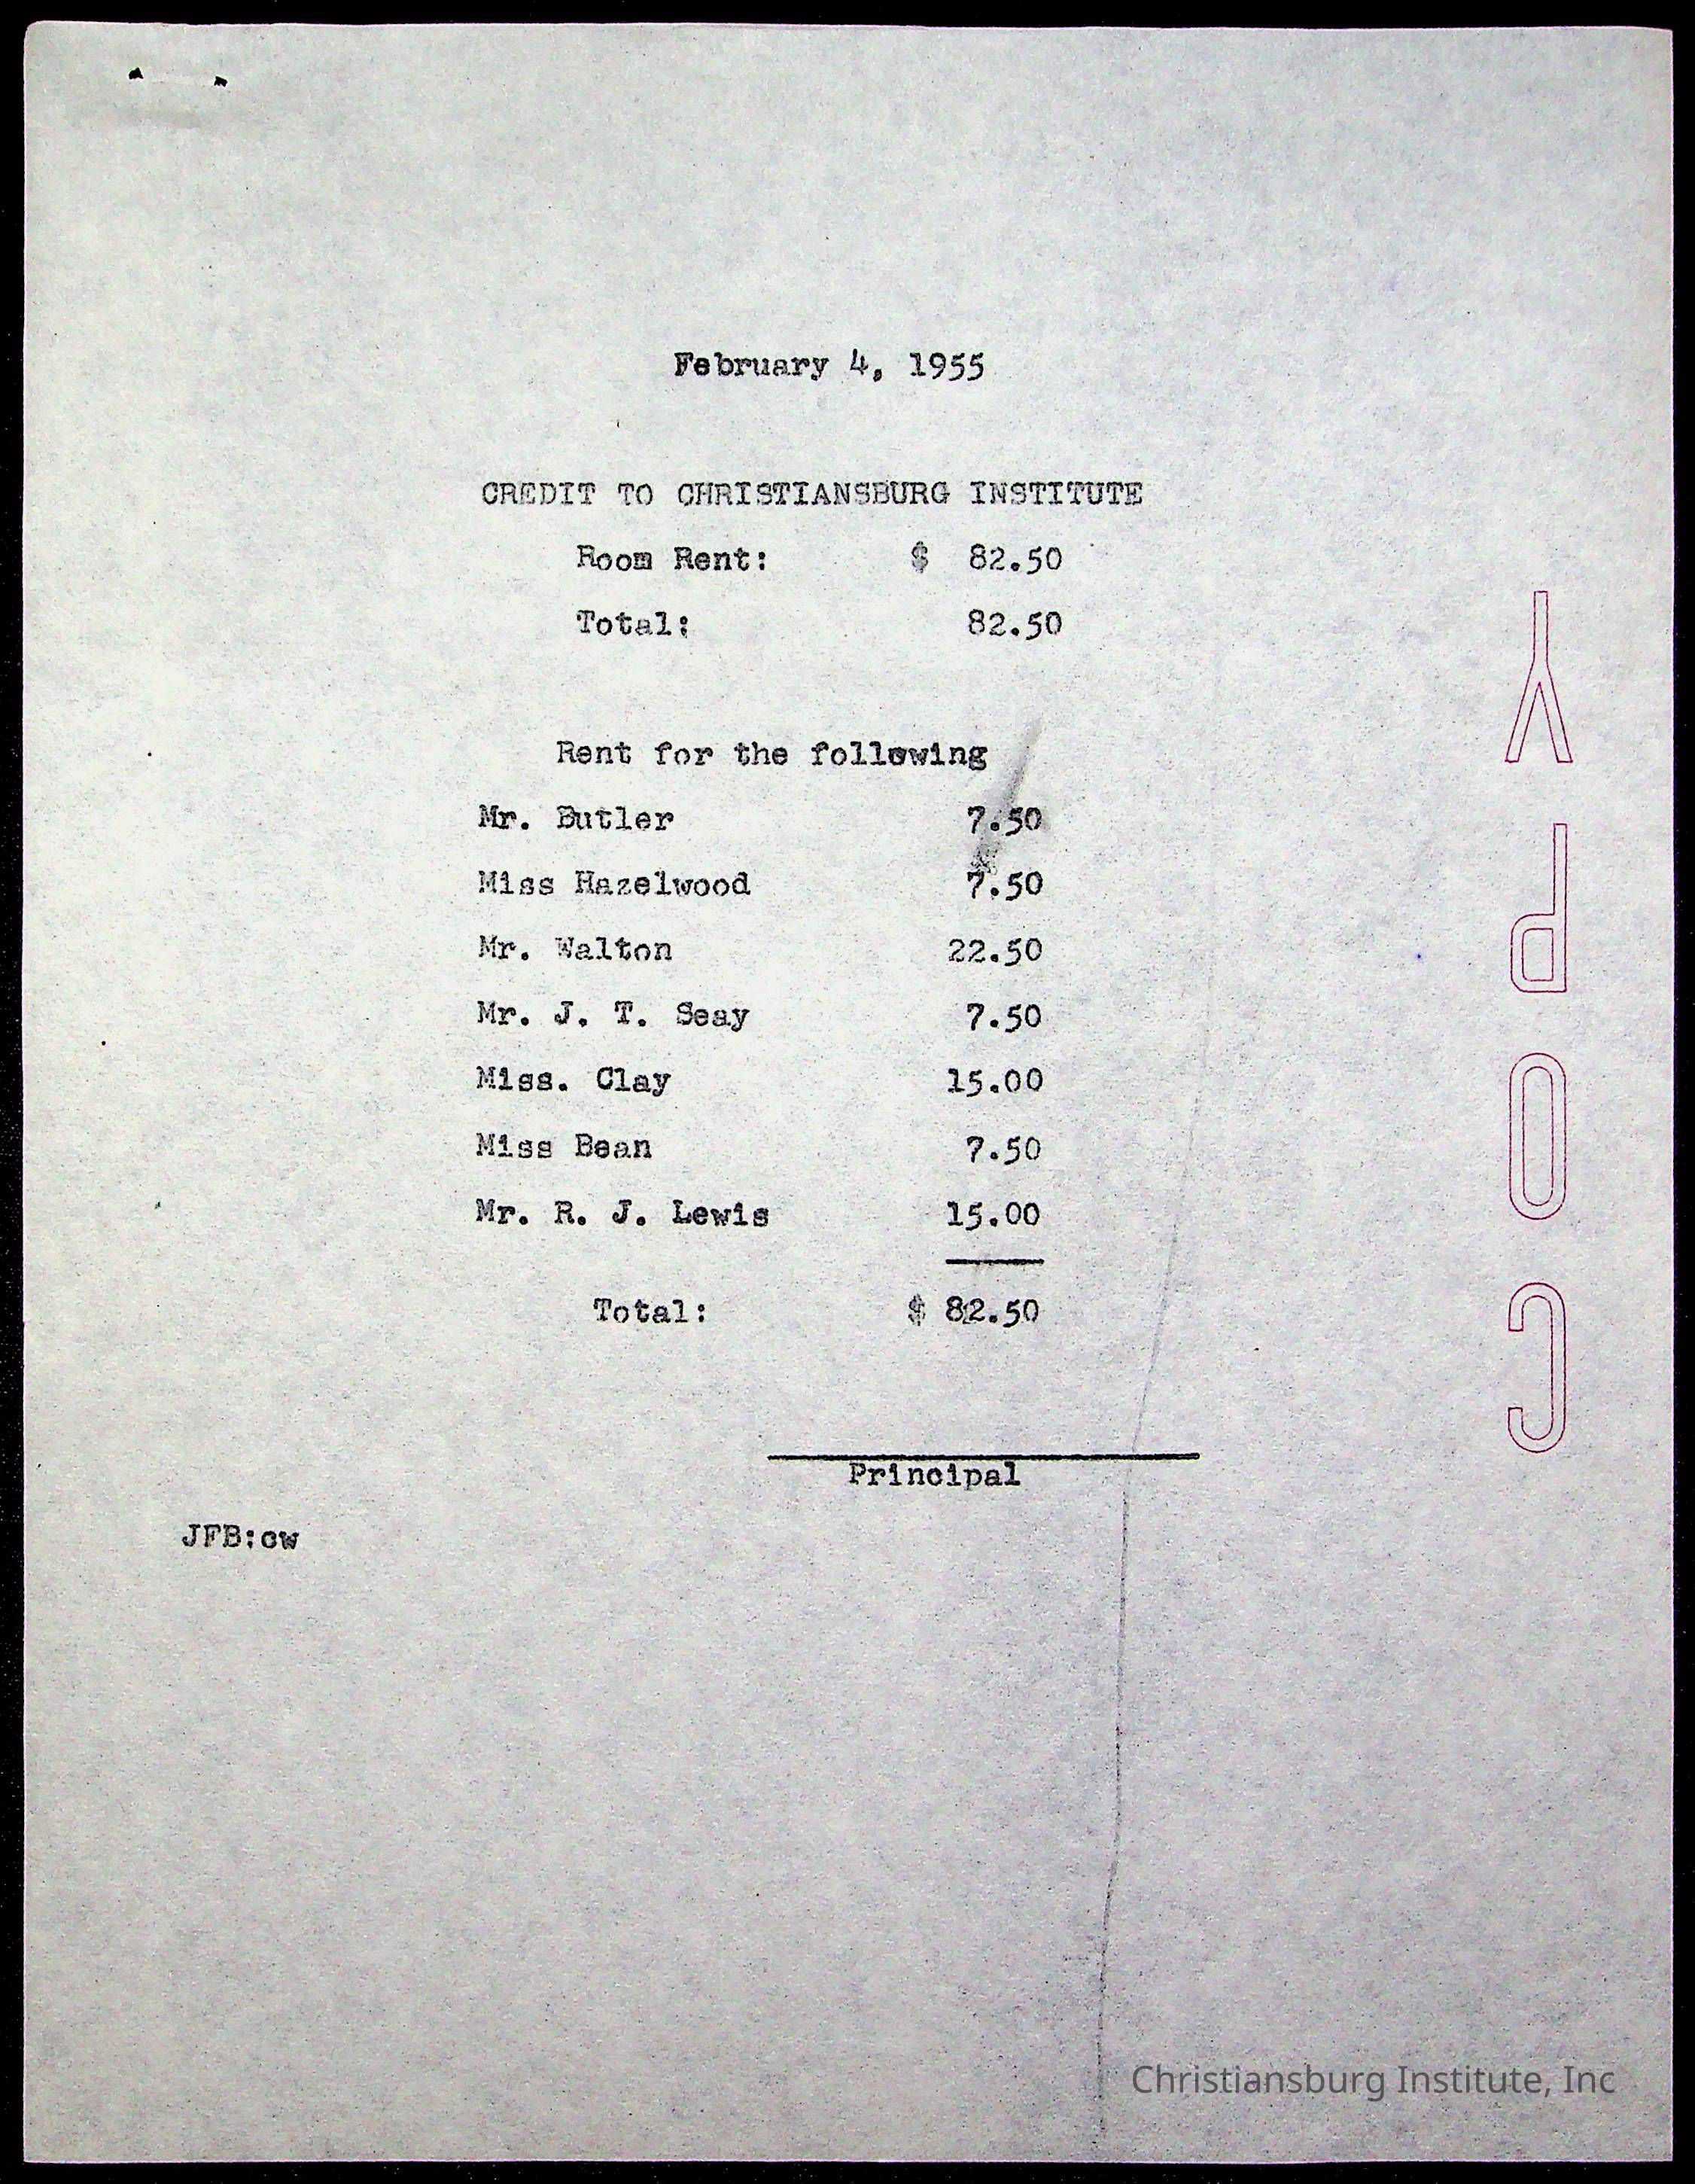 February 4, 1955
CREDIT TO CHRISTIANSBURG INSTITUTE
Room Rent: $ 82.50
Total: 82.50
Rent for the following
Mr. Butler 7.50
Miss Hazelwood 7.50
Mr. Walton 22.50
Mr. J. T. Seay 7.50
Miss. Clay 15.00
Miss Bean 7.50
Mr. R. J. Lewis 15.00
Total: $ 82.50
Principal
JFB:cw
COPY
Christiansburg Institute, Inc